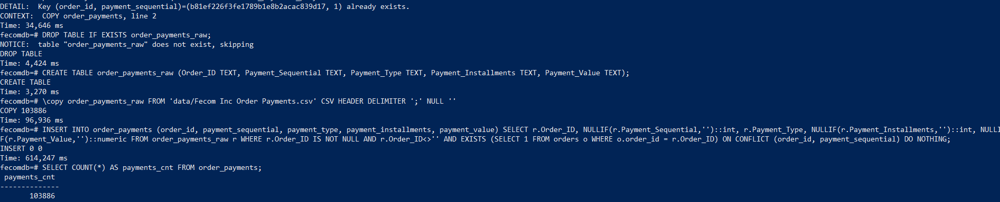 DETAIL:  Key (order_id, payment_sequential)=(b81ef226f3fe1789b1e8b2acac839d17, 1) already exists.
CONTEXT:  COPY order_payments, line 2
Time: 34,646 ms
fecomdb=# DROP TABLE IF EXISTS order_payments_raw;
NOTICE:  table "order_payments_raw" does not exist, skipping
DROP TABLE
Time: 4,424 ms
fecomdb=# CREATE TABLE order_payments_raw (Order_ID TEXT, Payment_Sequential TEXT, Payment_Type TEXT, Payment_Installments TEXT, Payment_Value TEXT);
CREATE TABLE
Time: 3,270 ms
fecomdb=# \copy order_payments_raw FROM 'data/Fecom Inc Order Payments.csv' CSV HEADER DELIMITER ';' NULL ''
COPY 103886
Time: 96,936 ms
fecomdb=# INSERT INTO order_payments (order_id, payment_sequential, payment_type, payment_installments, payment_value) SELECT r.Order_ID, NULLIF(r.Payment_Sequential,'')::int, r.Payment_Type, NULLIF(r.Payment_Installments,'')::int, NULLI
F(r.Payment_Value,'')::numeric FROM order_payments_raw r WHERE r.Order_ID IS NOT NULL AND r.Order_ID<>'' AND EXISTS (SELECT 1 FROM orders o WHERE o.order_id = r.Order_ID) ON CONFLICT (order_id, payment_sequential) DO NOTHING;
INSERT 0 0
Time: 614,247 ms
fecomdb=# SELECT COUNT(*) AS payments_cnt FROM order_payments;
 payments_cnt
--------------
       103886